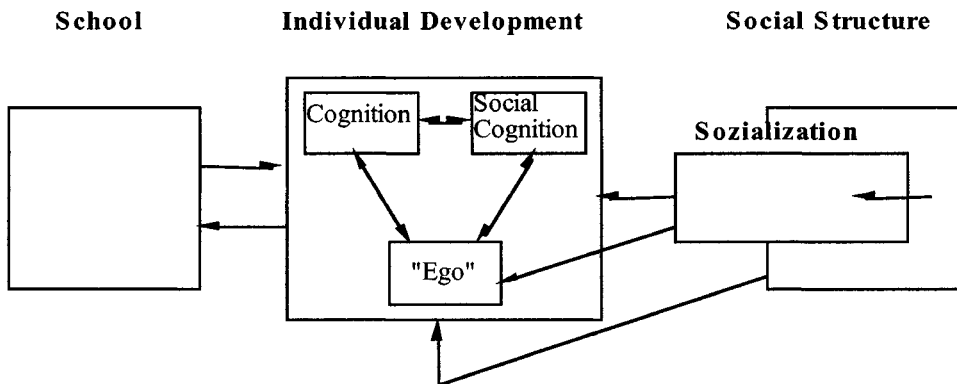 School
Individual Development
Social Structure
Cognition
Social
Cognition
Sozialization
"Ego"